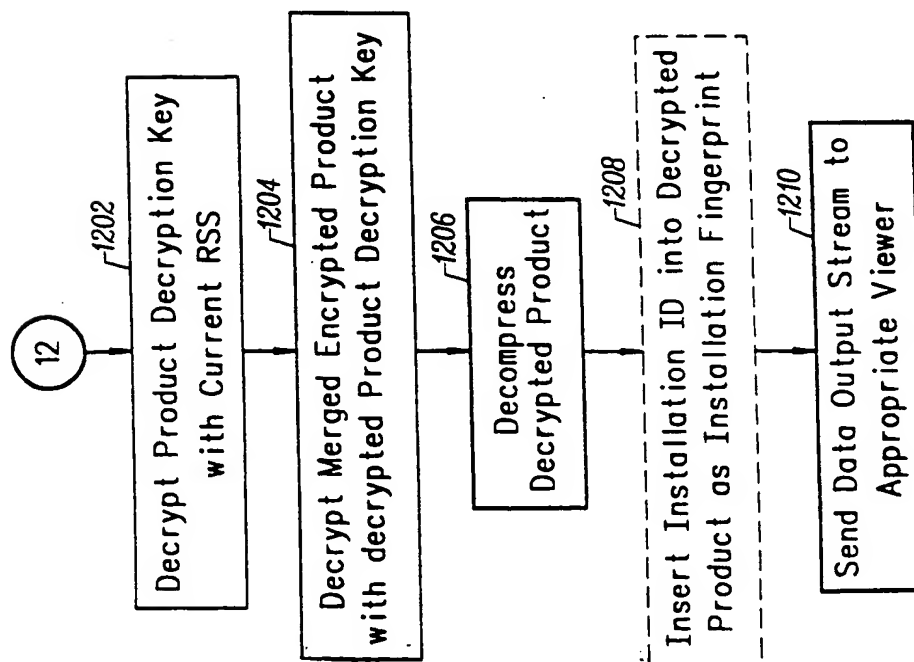 12
1202
Decrypt Product Decryption Key
with Current RSS
1204
Decrypt Merged Encrypted Product
with decrypted Product Decryption Key
1206
Decompress
Decrypted Product
1208
Insert Installation ID into Decrypted
Product as Installation Fingerprint
1210
Send Data Output Stream to
Appropriate Viewer